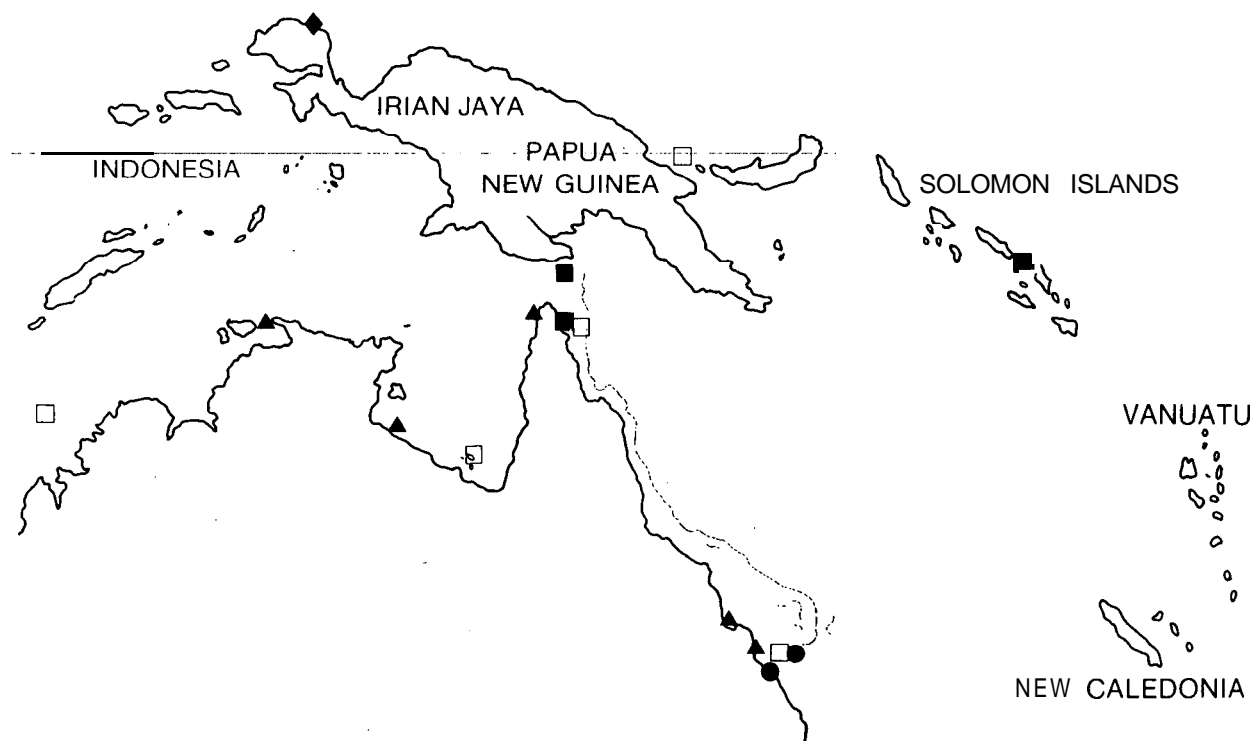 IRIAN JAYA
PAPUA
NEW GUINEA
INDONESIA
SOLOMON ISLANDS
VANUATU
NEW CALEDONIA